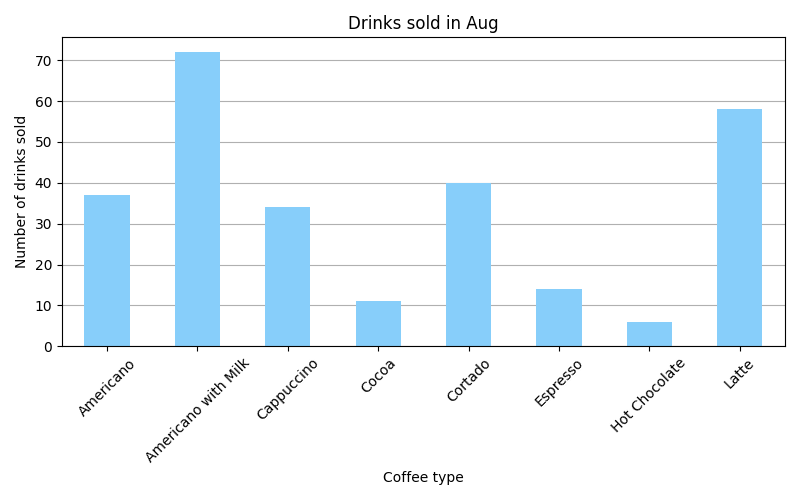 Drinks sold in Aug
Number of drinks sold
70
60
50
40
30
20
10
0
Americano
Americano with Milk
Cappuccino
Cocoa
Cortado
Espresso
Hot Chocolate
Latte
Coffee type